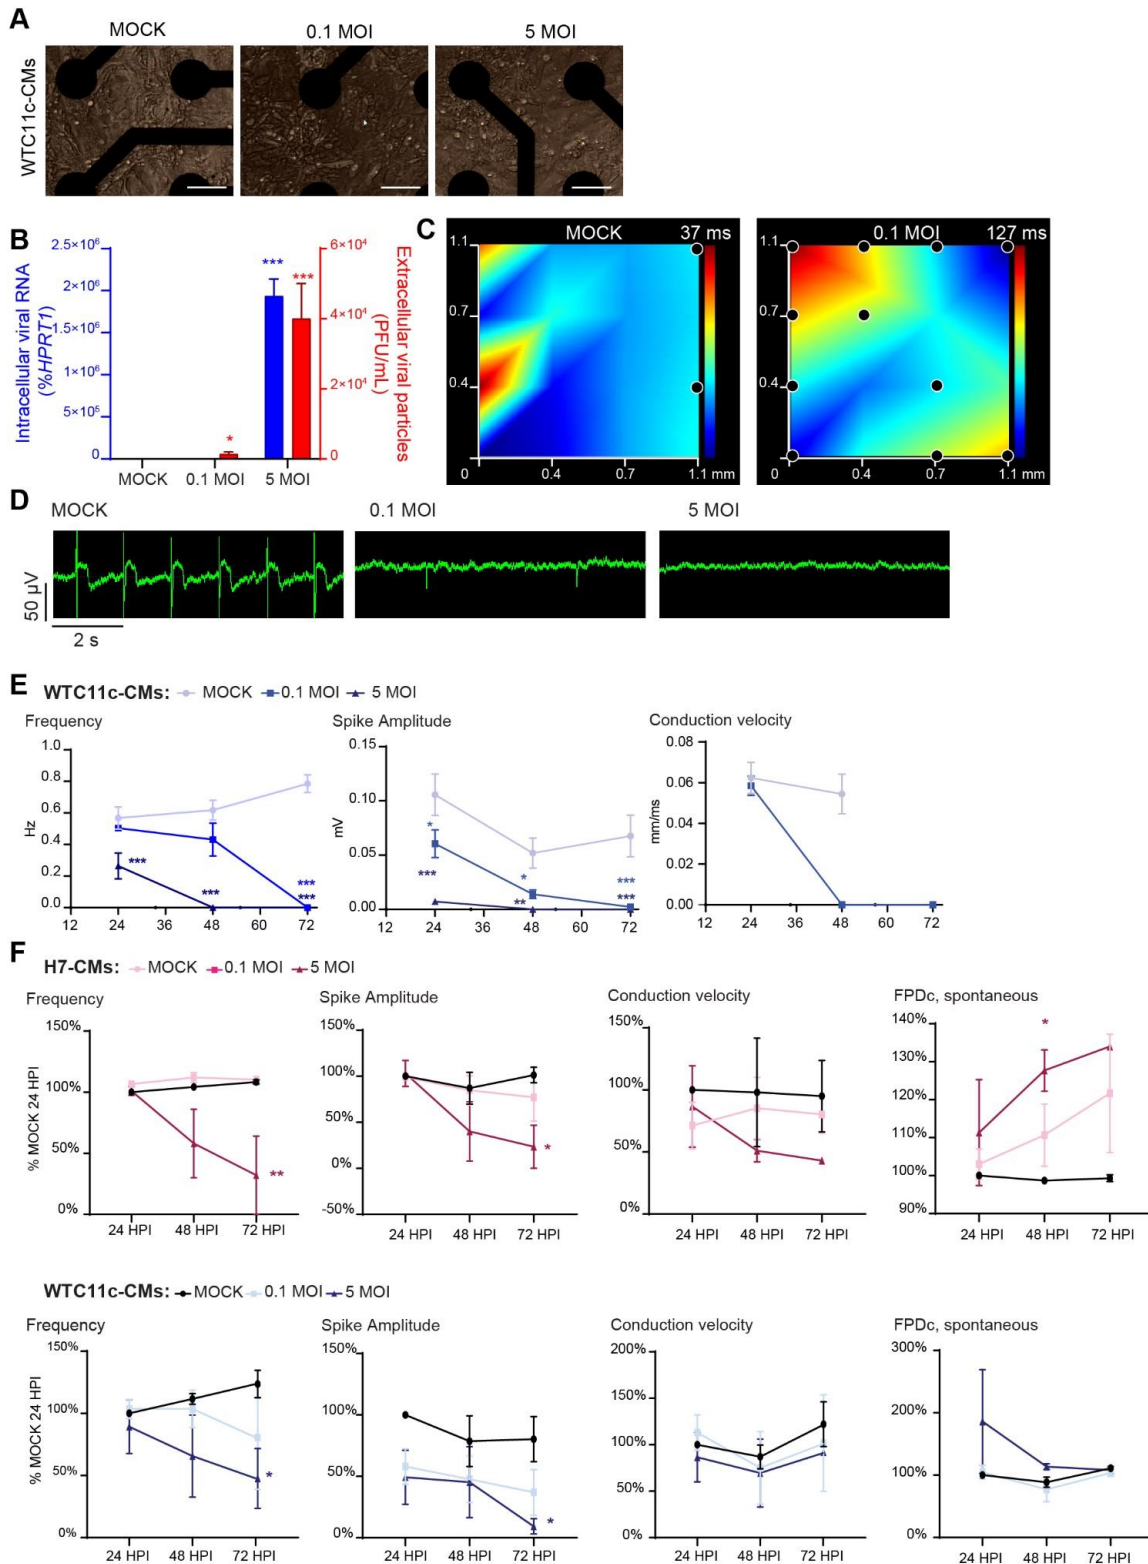 A
MOCK 0.1 MOI 5 MOI
WTC11c-CMs
B
2.5×10⁶ 6×10⁴
2×10⁶
1.5×10⁶ 4×10⁴
1×10⁶
5×10⁵ 2×10⁴
0 0
Intracellular viral RNA
(%HPRT1)
Extracellular viral particles
(PFU/mL)
*** ***
*
MOCK 0.1 MOI 5 MOI
C
MOCK 37 ms
1.1
0.7
0.4
0 0.4 0.7 1.1 mm
0.1 MOI 127 ms
1.1
0.7
0.4
0 0.4 0.7 1.1 mm
D
MOCK 0.1 MOI 5 MOI
50 µV
2 s
E
WTC11c-CMs: MOCK 0.1 MOI 5 MOI
Frequency
1.0
0.8
0.6
0.4
0.2
0.0
Hz
***
***
***
***
12 24 36 48 60 72
Spike Amplitude
0.15
0.10
0.05
0.00
mV
*
***
*
**
***
***
12 24 36 48 60 72
Conduction velocity
0.08
0.06
0.04
0.02
0.00
mm/ms
12 24 36 48 60 72
F
H7-CMs: MOCK 0.1 MOI 5 MOI
Frequency
150%
100%
50%
0%
% MOCK 24 HPI
**
24 HPI 48 HPI 72 HPI
Spike Amplitude
150%
100%
50%
0%
-50%
*
24 HPI 48 HPI 72 HPI
Conduction velocity
150%
100%
50%
0%
24 HPI 48 HPI 72 HPI
FPDc, spontaneous
140%
130%
120%
110%
100%
90%
*
24 HPI 48 HPI 72 HPI
WTC11c-CMs: MOCK 0.1 MOI 5 MOI
Frequency
150%
100%
50%
0%
% MOCK 24 HPI
*
24 HPI 48 HPI 72 HPI
Spike Amplitude
150%
100%
50%
0%
*
24 HPI 48 HPI 72 HPI
Conduction velocity
200%
150%
100%
50%
0%
24 HPI 48 HPI 72 HPI
FPDc, spontaneous
300%
200%
100%
0%
24 HPI 48 HPI 72 HPI